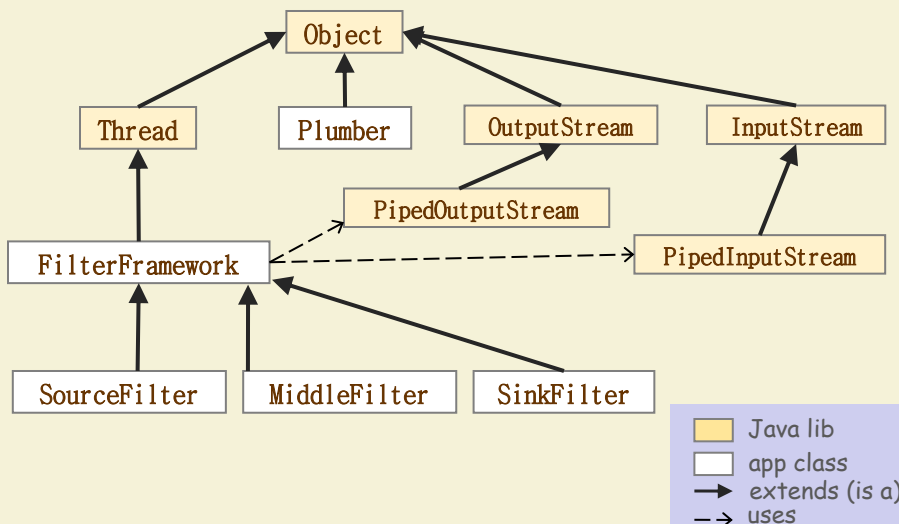 Object
Thread
Plumber
OutputStream
InputStream
PipedOutputStream
FilterFramework
PipedInputStream
SourceFilter
MiddleFilter
SinkFilter
Java lib
app class
extends (is a)
uses